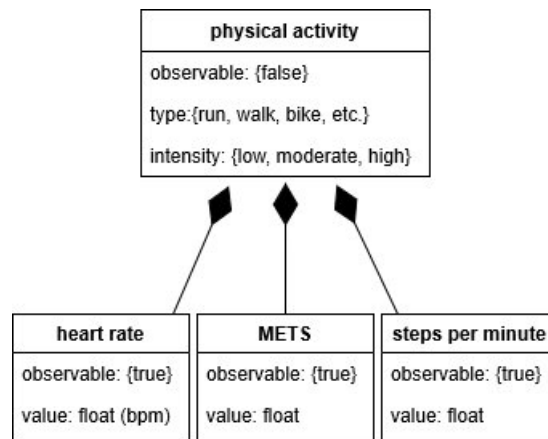 physical activity
observable: {false}
type:{run, walk, bike, etc.}
intensity: {low, moderate, high}
heart rate
observable: {true}
value: float (bpm)
METS
observable: {true}
value: float
steps per minute
observable: {true}
value: float